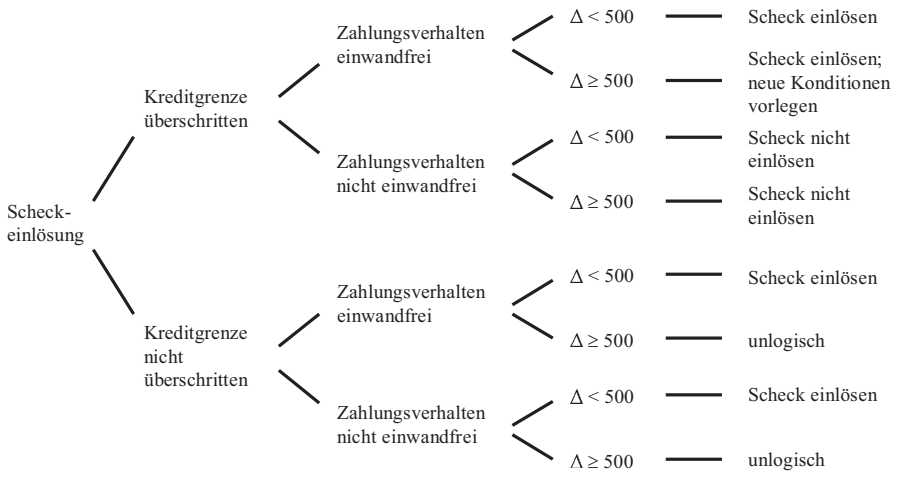 Scheck-
einlösung
Kreditgrenze
überschritten
Zahlungsverhalten
einwandfrei
Δ < 500
Scheck einlösen
Δ ≥ 500
Scheck einlösen;
neue Konditionen
vorlegen
Zahlungsverhalten
nicht einwandfrei
Δ < 500
Scheck nicht
einlösen
Δ ≥ 500
Scheck nicht
einlösen
Kreditgrenze
nicht
überschritten
Zahlungsverhalten
einwandfrei
Δ < 500
Scheck einlösen
Δ ≥ 500
unlogisch
Zahlungsverhalten
nicht einwandfrei
Δ < 500
Scheck einlösen
Δ ≥ 500
unlogisch